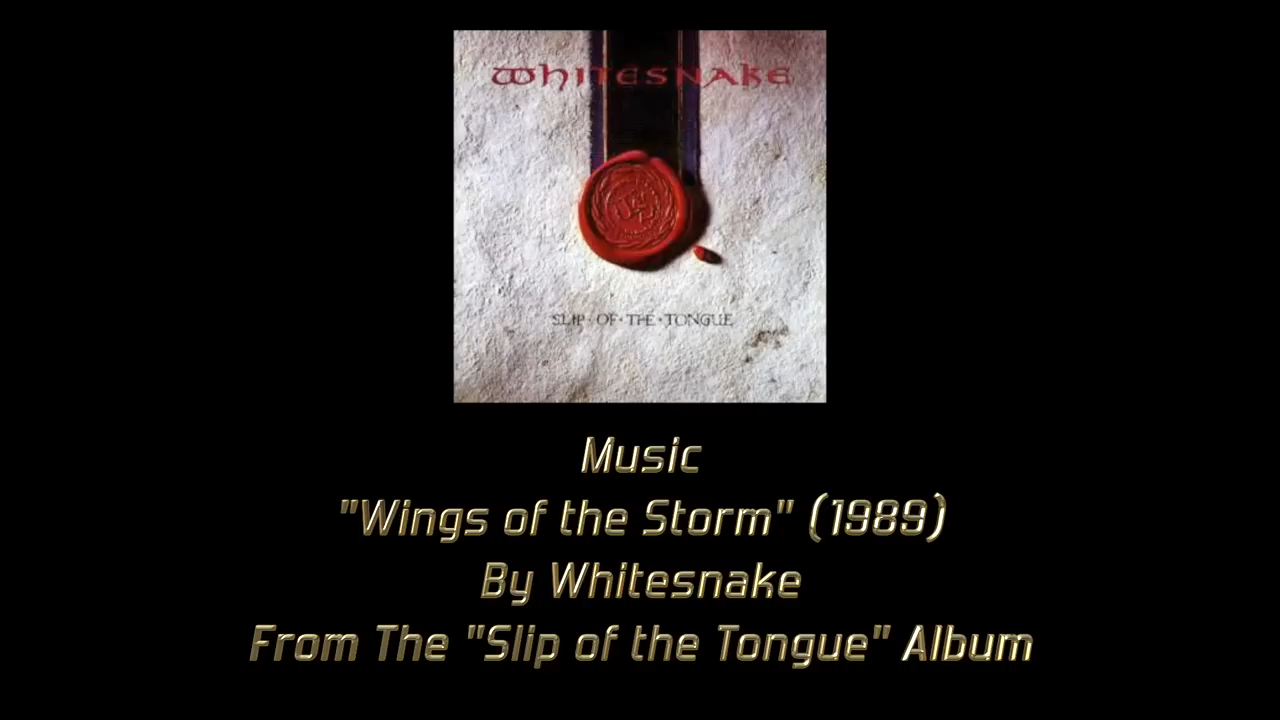 WHITESNAKE
SLIP·OF·THE·TONGUE
Music
"Wings of the Storm" (1989)
By Whitesnake
From The "Slip of the Tongue" Album